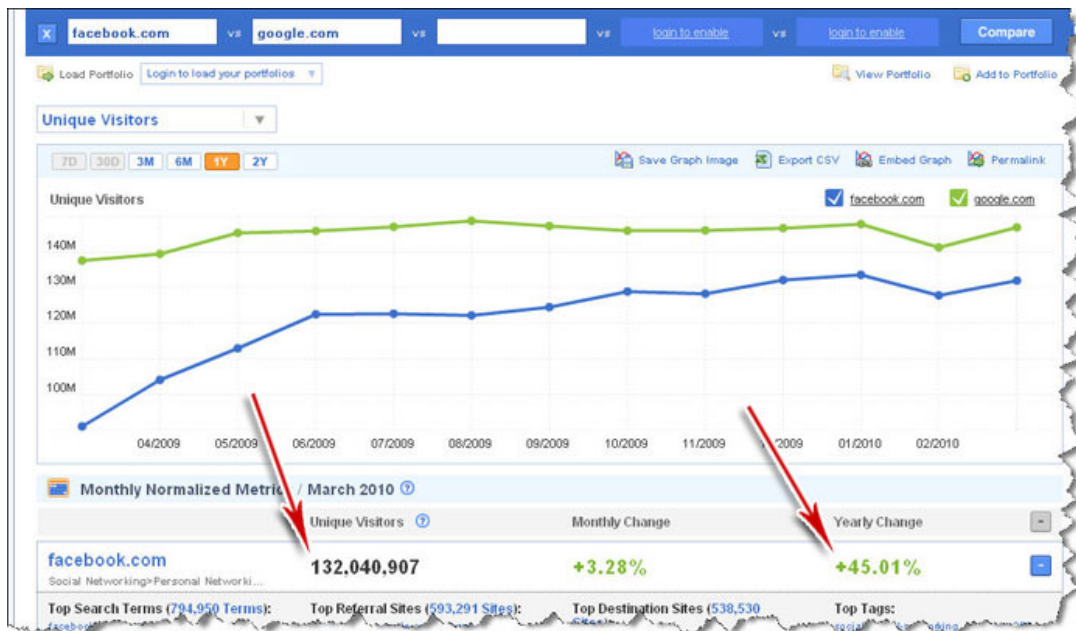 x facebook.com vs google.com vs vs login to enable vs login to enable Compare
Load Portfolio Login to load your portfolios View Portfolio Add to Portfolio
Unique Visitors
7D 30D 3M 6M 1Y 2Y Save Graph Image Export CSV Embed Graph Permalink
Unique Visitors facebook.com google.com
140M
130M
120M
110M
100M
04/2009 05/2009 06/2009 07/2009 08/2009 09/2009 10/2009 11/2009 /2009 01/2010 02/2010
Monthly Normalized Metric / March 2010 ?
Unique Visitors ? Monthly Change Yearly Change -
facebook.com 132,040,907 +3.28% +45.01% -
Social Networking>Personal Networki...
Top Search Terms (794,950 Terms): Top Referral Sites (593,291 Sites): Top Destination Sites (538,530 Top Tags: